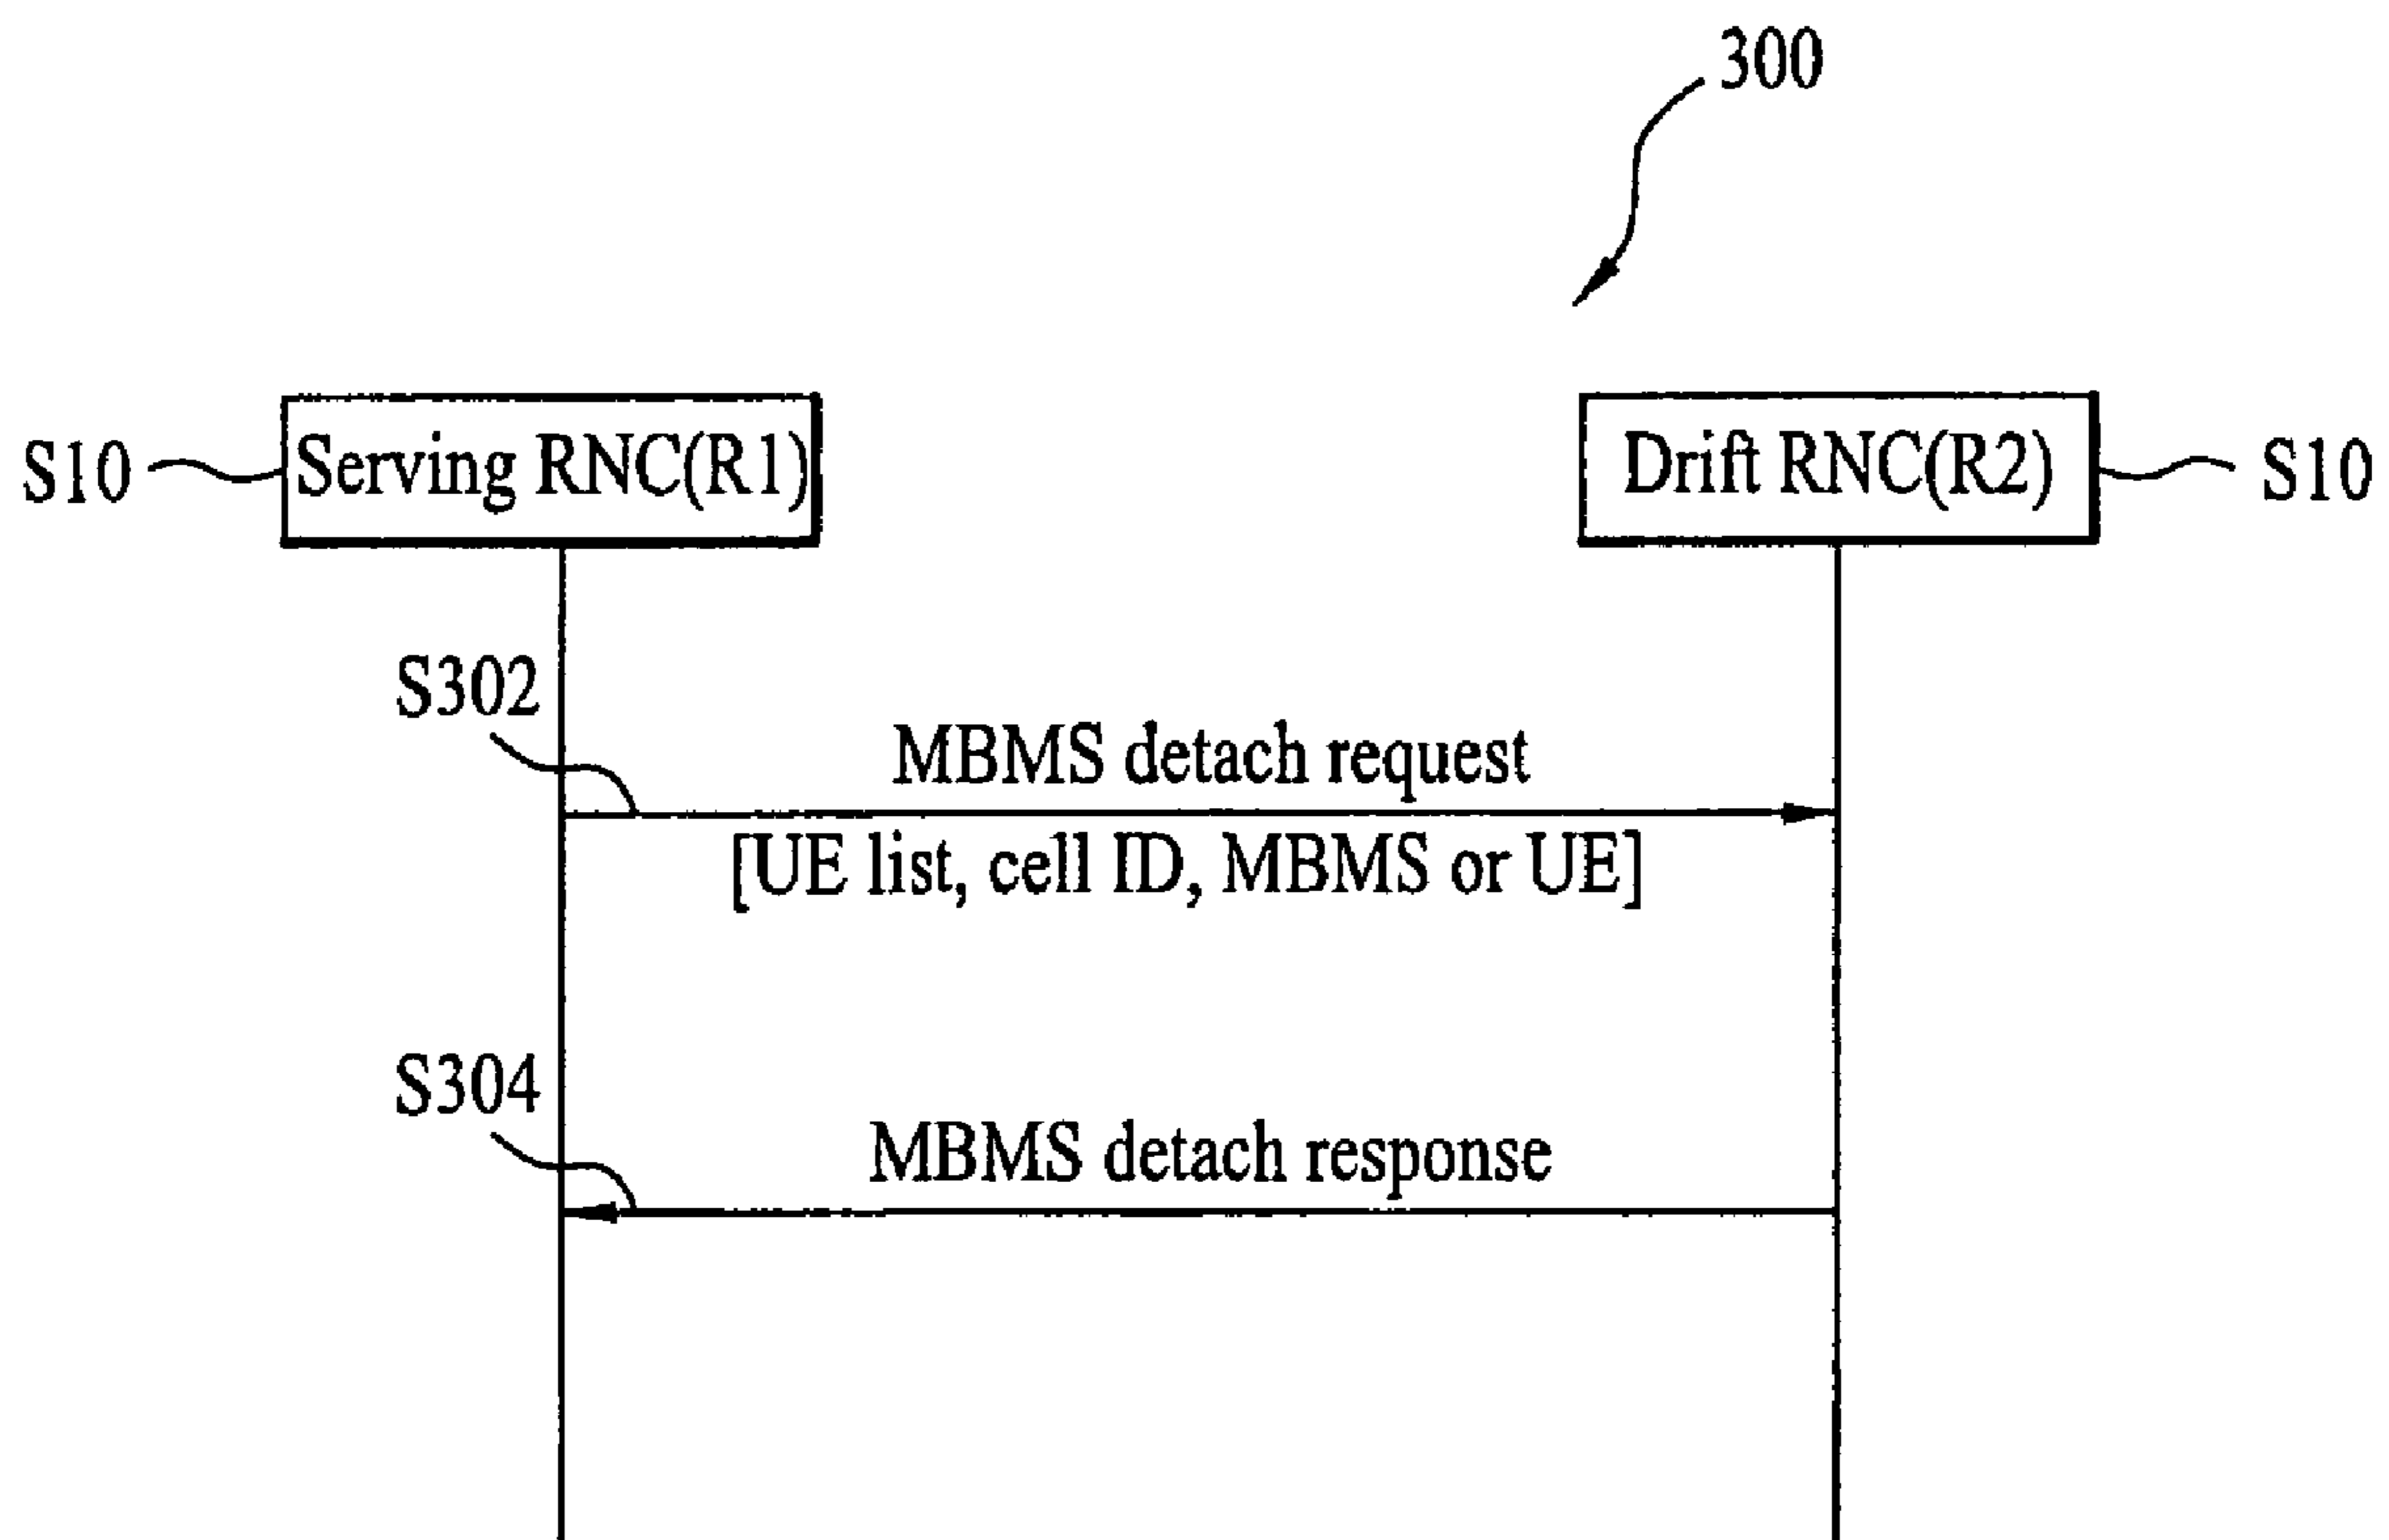 300
S10
Serving RNC(R1)
Drift RNC(R2)
S10
S302
MBMS detach request
[UE list, cell ID, MBMS or UE]
S304
MBMS detach response